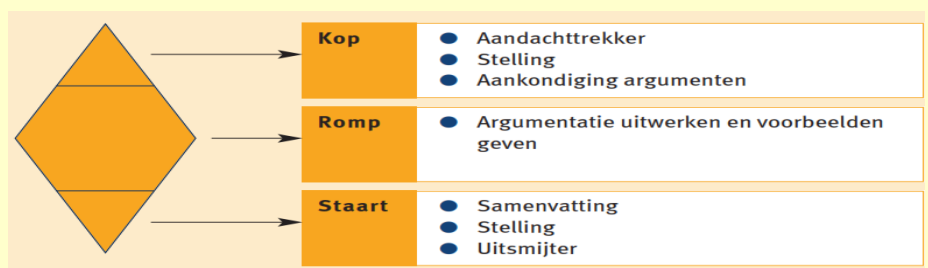 Kop
Aandachttrekker
Stelling
Aankondiging argumenten
Romp
Argumentatie uitwerken en voorbeelden
geven
Staart
Samenvatting
Stelling
Uitsmijter